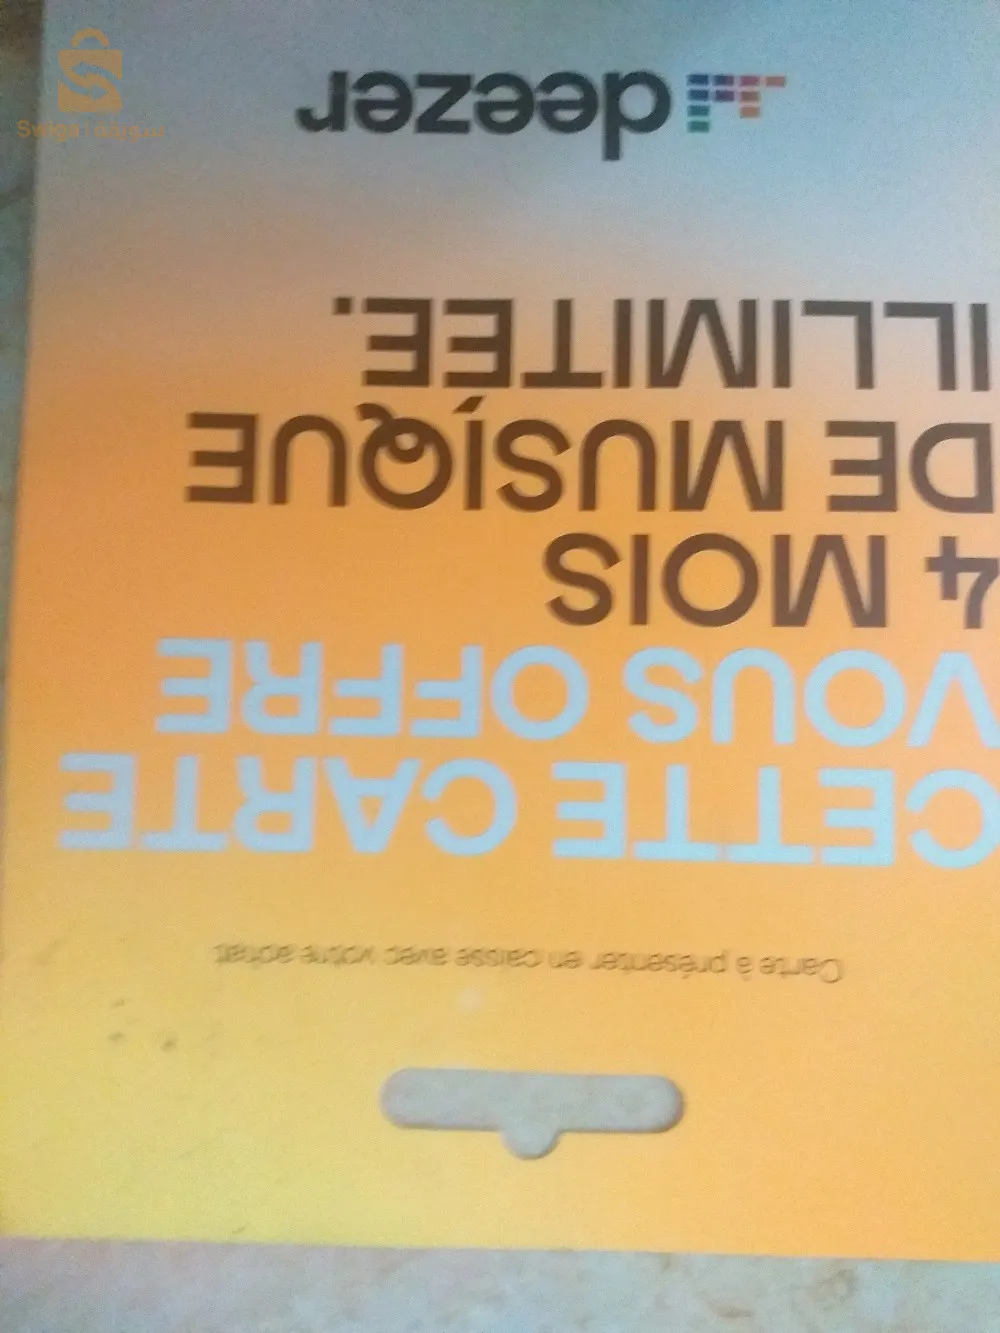 Carte à présenter en caisse avec votre achat
CETTE CARTE
VOUS OFFRE
4 MOIS
DE MUSIQUE
ILLIMITÉE.
deezer